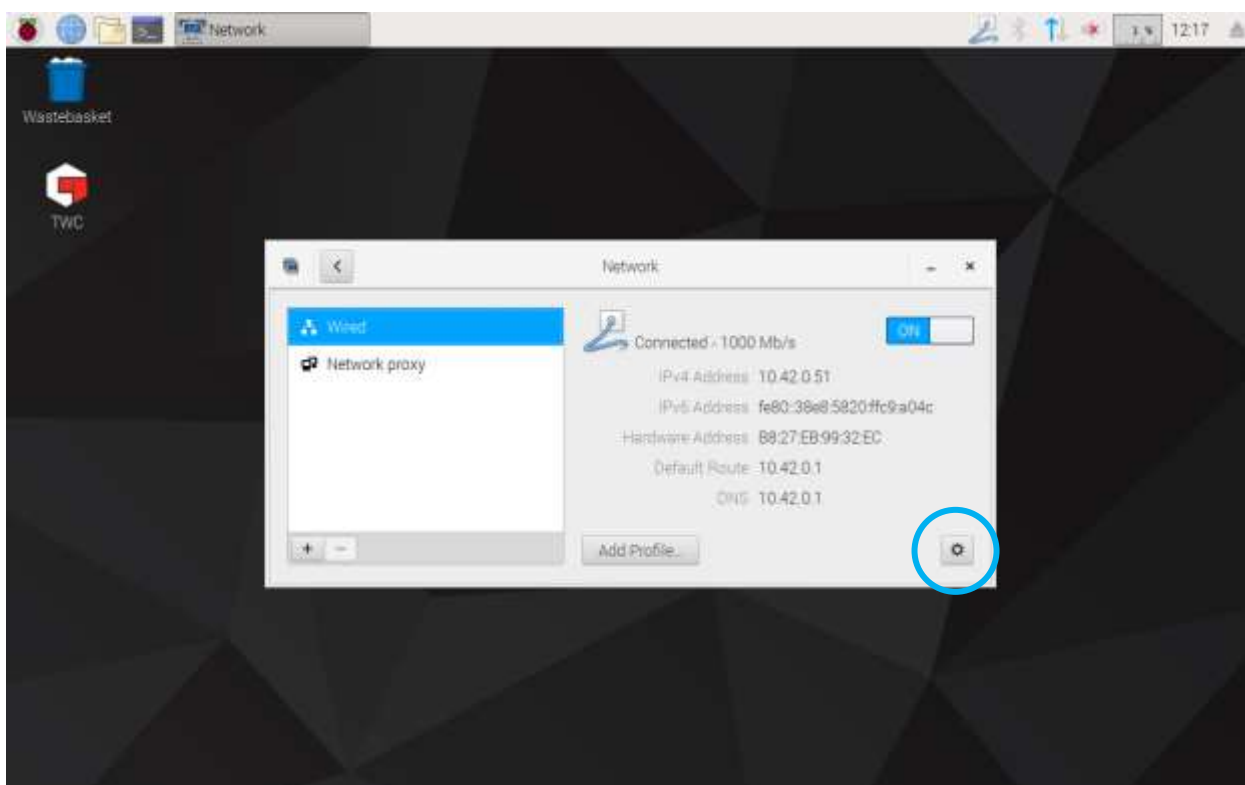 Network
12:17
Wastebasket
TWC
Network
Wired
Network proxy
Connected - 1000 Mb/s
ON
IPv4 Address 10.42.0.51
IPv6 Address fe80::38e8:5820:ffc9:a04c
Hardware Address B8:27:EB:99:32:EC
Default Route 10.42.0.1
DNS 10.42.0.1
+ −
Add Profile...